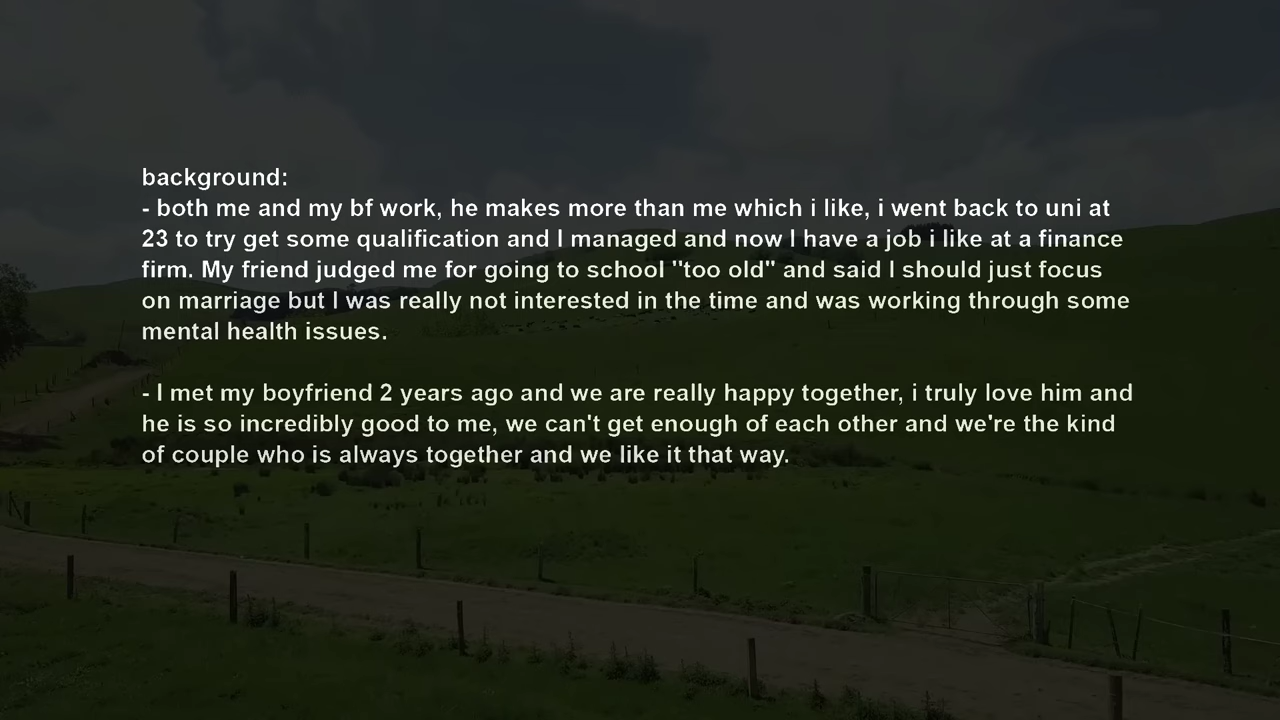 background:
- both me and my bf work, he makes more than me which i like, i went back to uni at
23 to try get some qualification and I managed and now I have a job i like at a finance
firm. My friend judged me for going to school "too old" and said I should just focus
on marriage but I was really not interested in the time and was working through some
mental health issues.
- I met my boyfriend 2 years ago and we are really happy together, i truly love him and
he is so incredibly good to me, we can't get enough of each other and we're the kind
of couple who is always together and we like it that way.